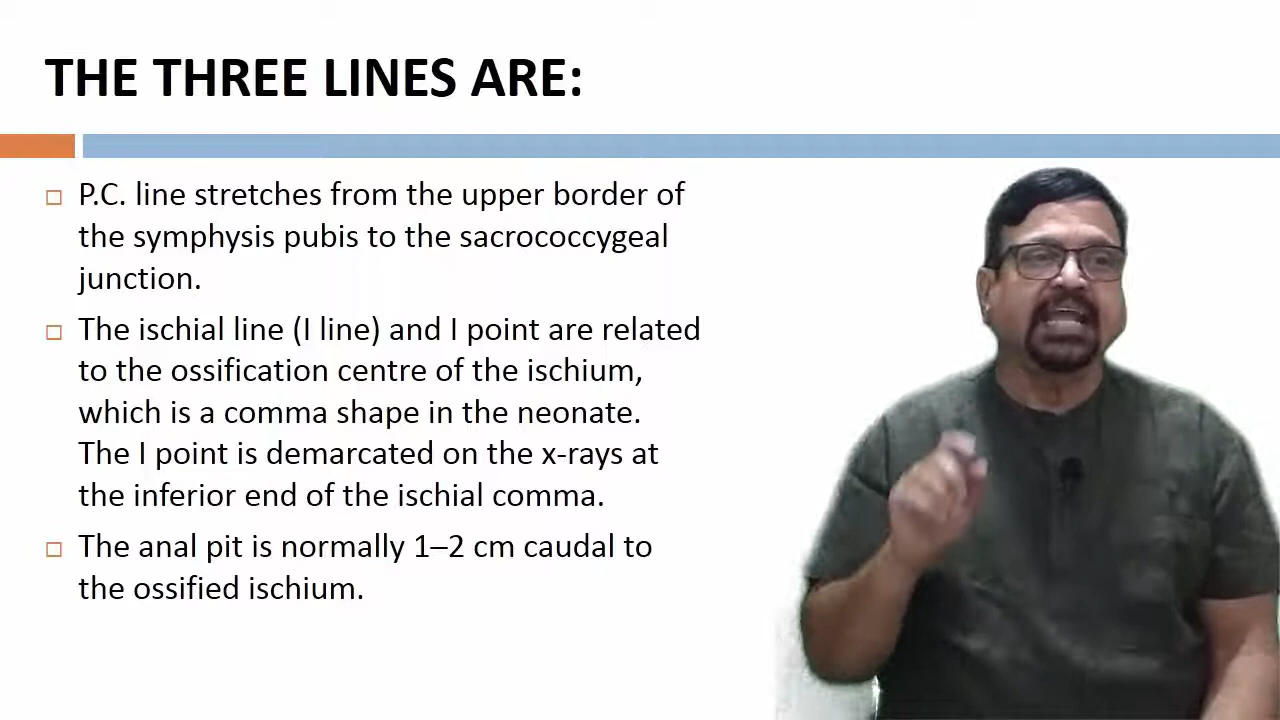 THE THREE LINES ARE:
P.C. line stretches from the upper border of
the symphysis pubis to the sacrococcygeal
junction.
The ischial line (I line) and I point are related
to the ossification centre of the ischium,
which is a comma shape in the neonate.
The I point is demarcated on the x-rays at
the inferior end of the ischial comma.
The anal pit is normally 1–2 cm caudal to
the ossified ischium.